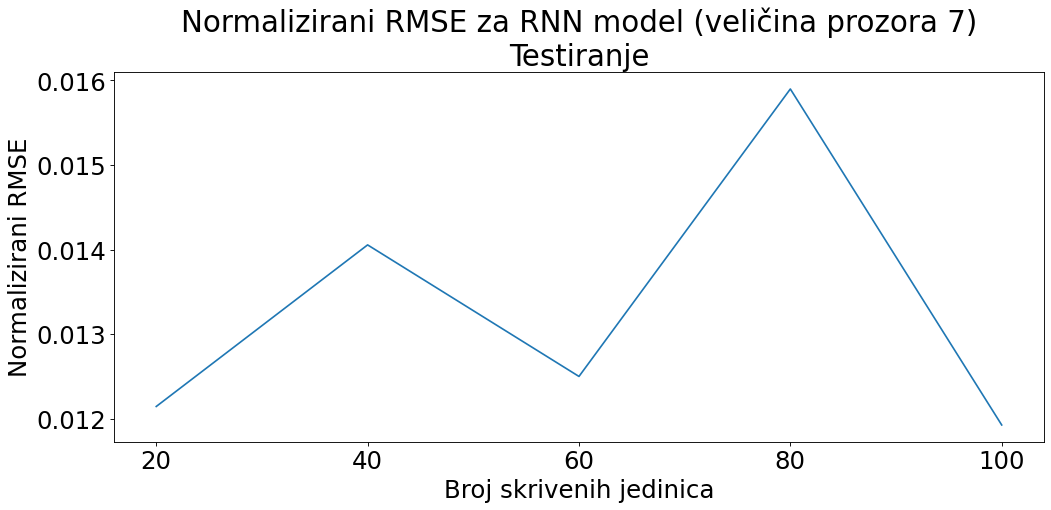 Normalizirani RMSE za RNN model (veličina prozora 7)
Testiranje
0.016
0.015
0.014
0.013
0.012
Normalizirani RMSE
20
40
60
80
100
Broj skrivenih jedinica